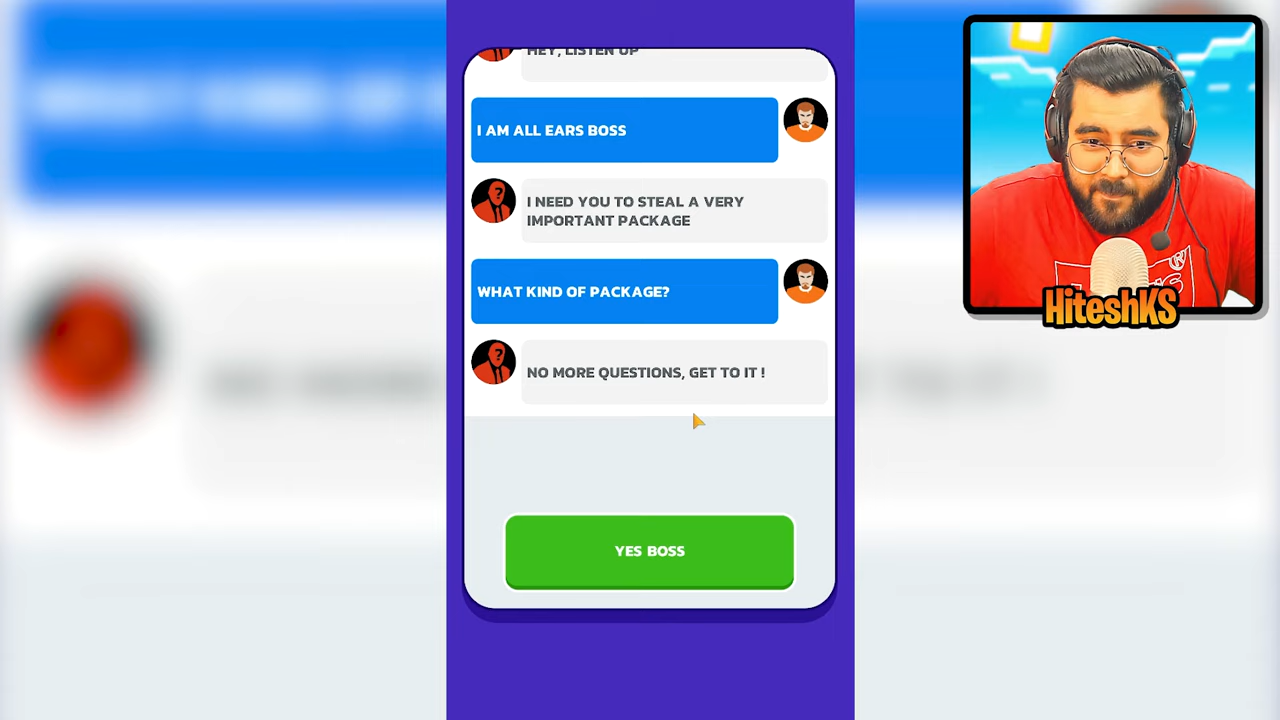 HEY, LISTEN UP
I AM ALL EARS BOSS
I NEED YOU TO STEAL A VERY
IMPORTANT PACKAGE
WHAT KIND OF PACKAGE?
NO MORE QUESTIONS, GET TO IT !
YES BOSS
HiteshKS